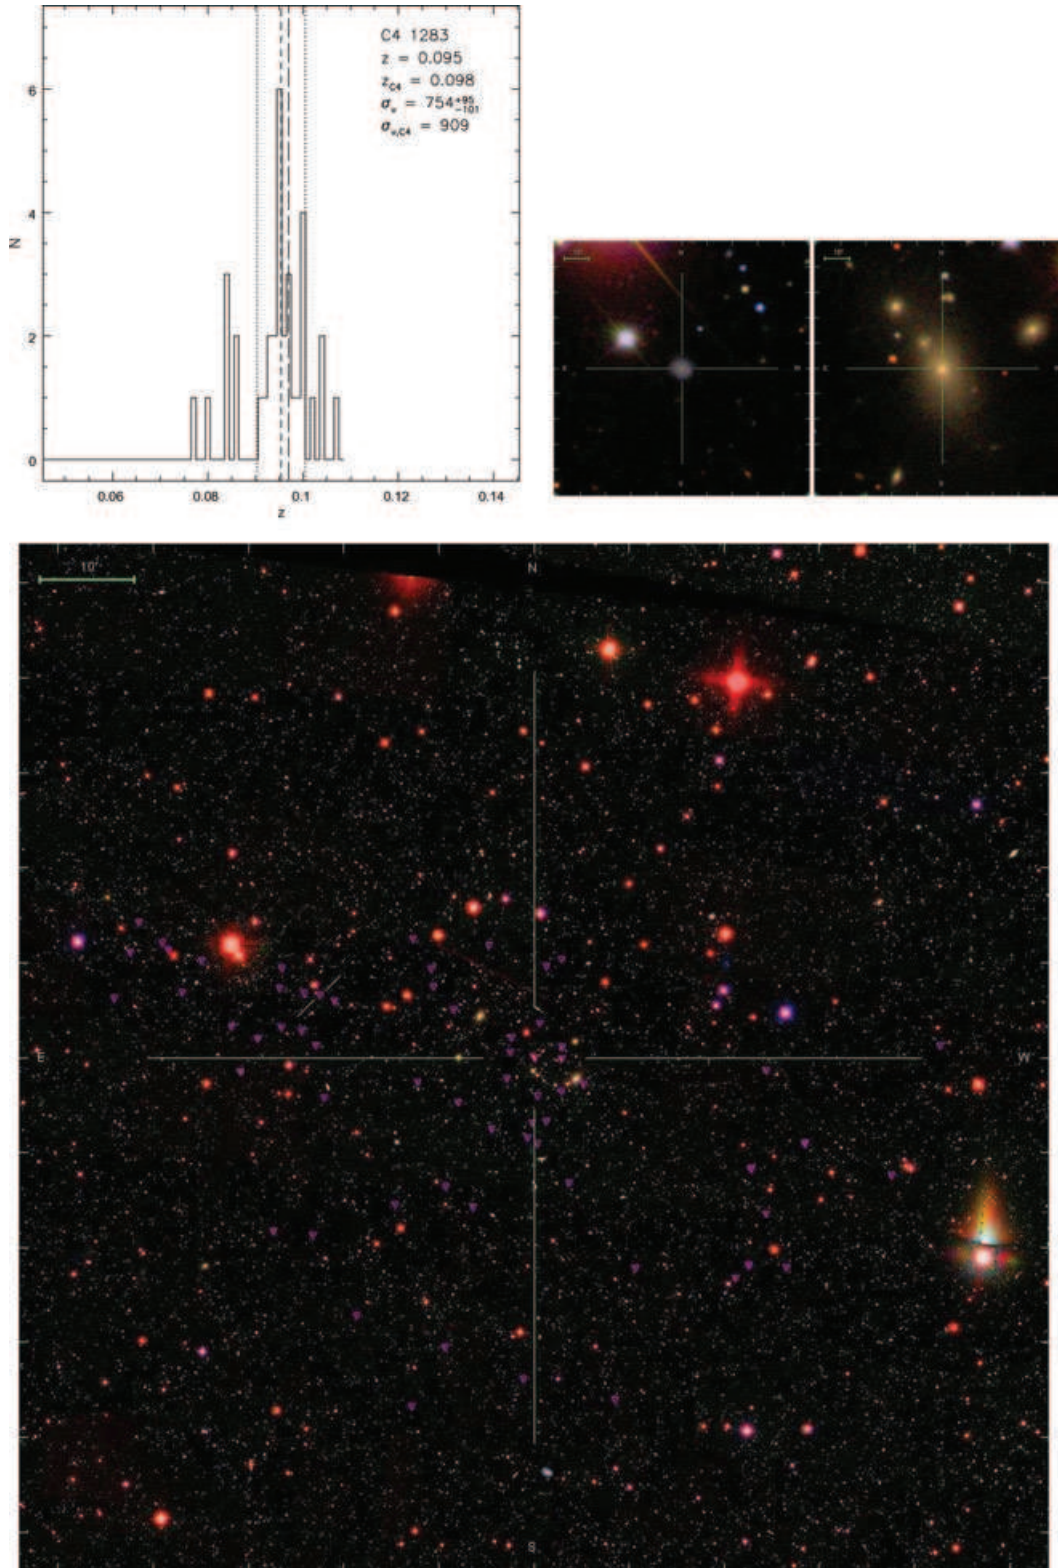 C4 1283
z = 0.095
z_C4 = 0.098
σ_v = 754 +95 -101
σ_v,C4 = 909
6
4
2
0
N
0.06 0.08 0.1 0.12 0.14
z
10'
N
E
W
S